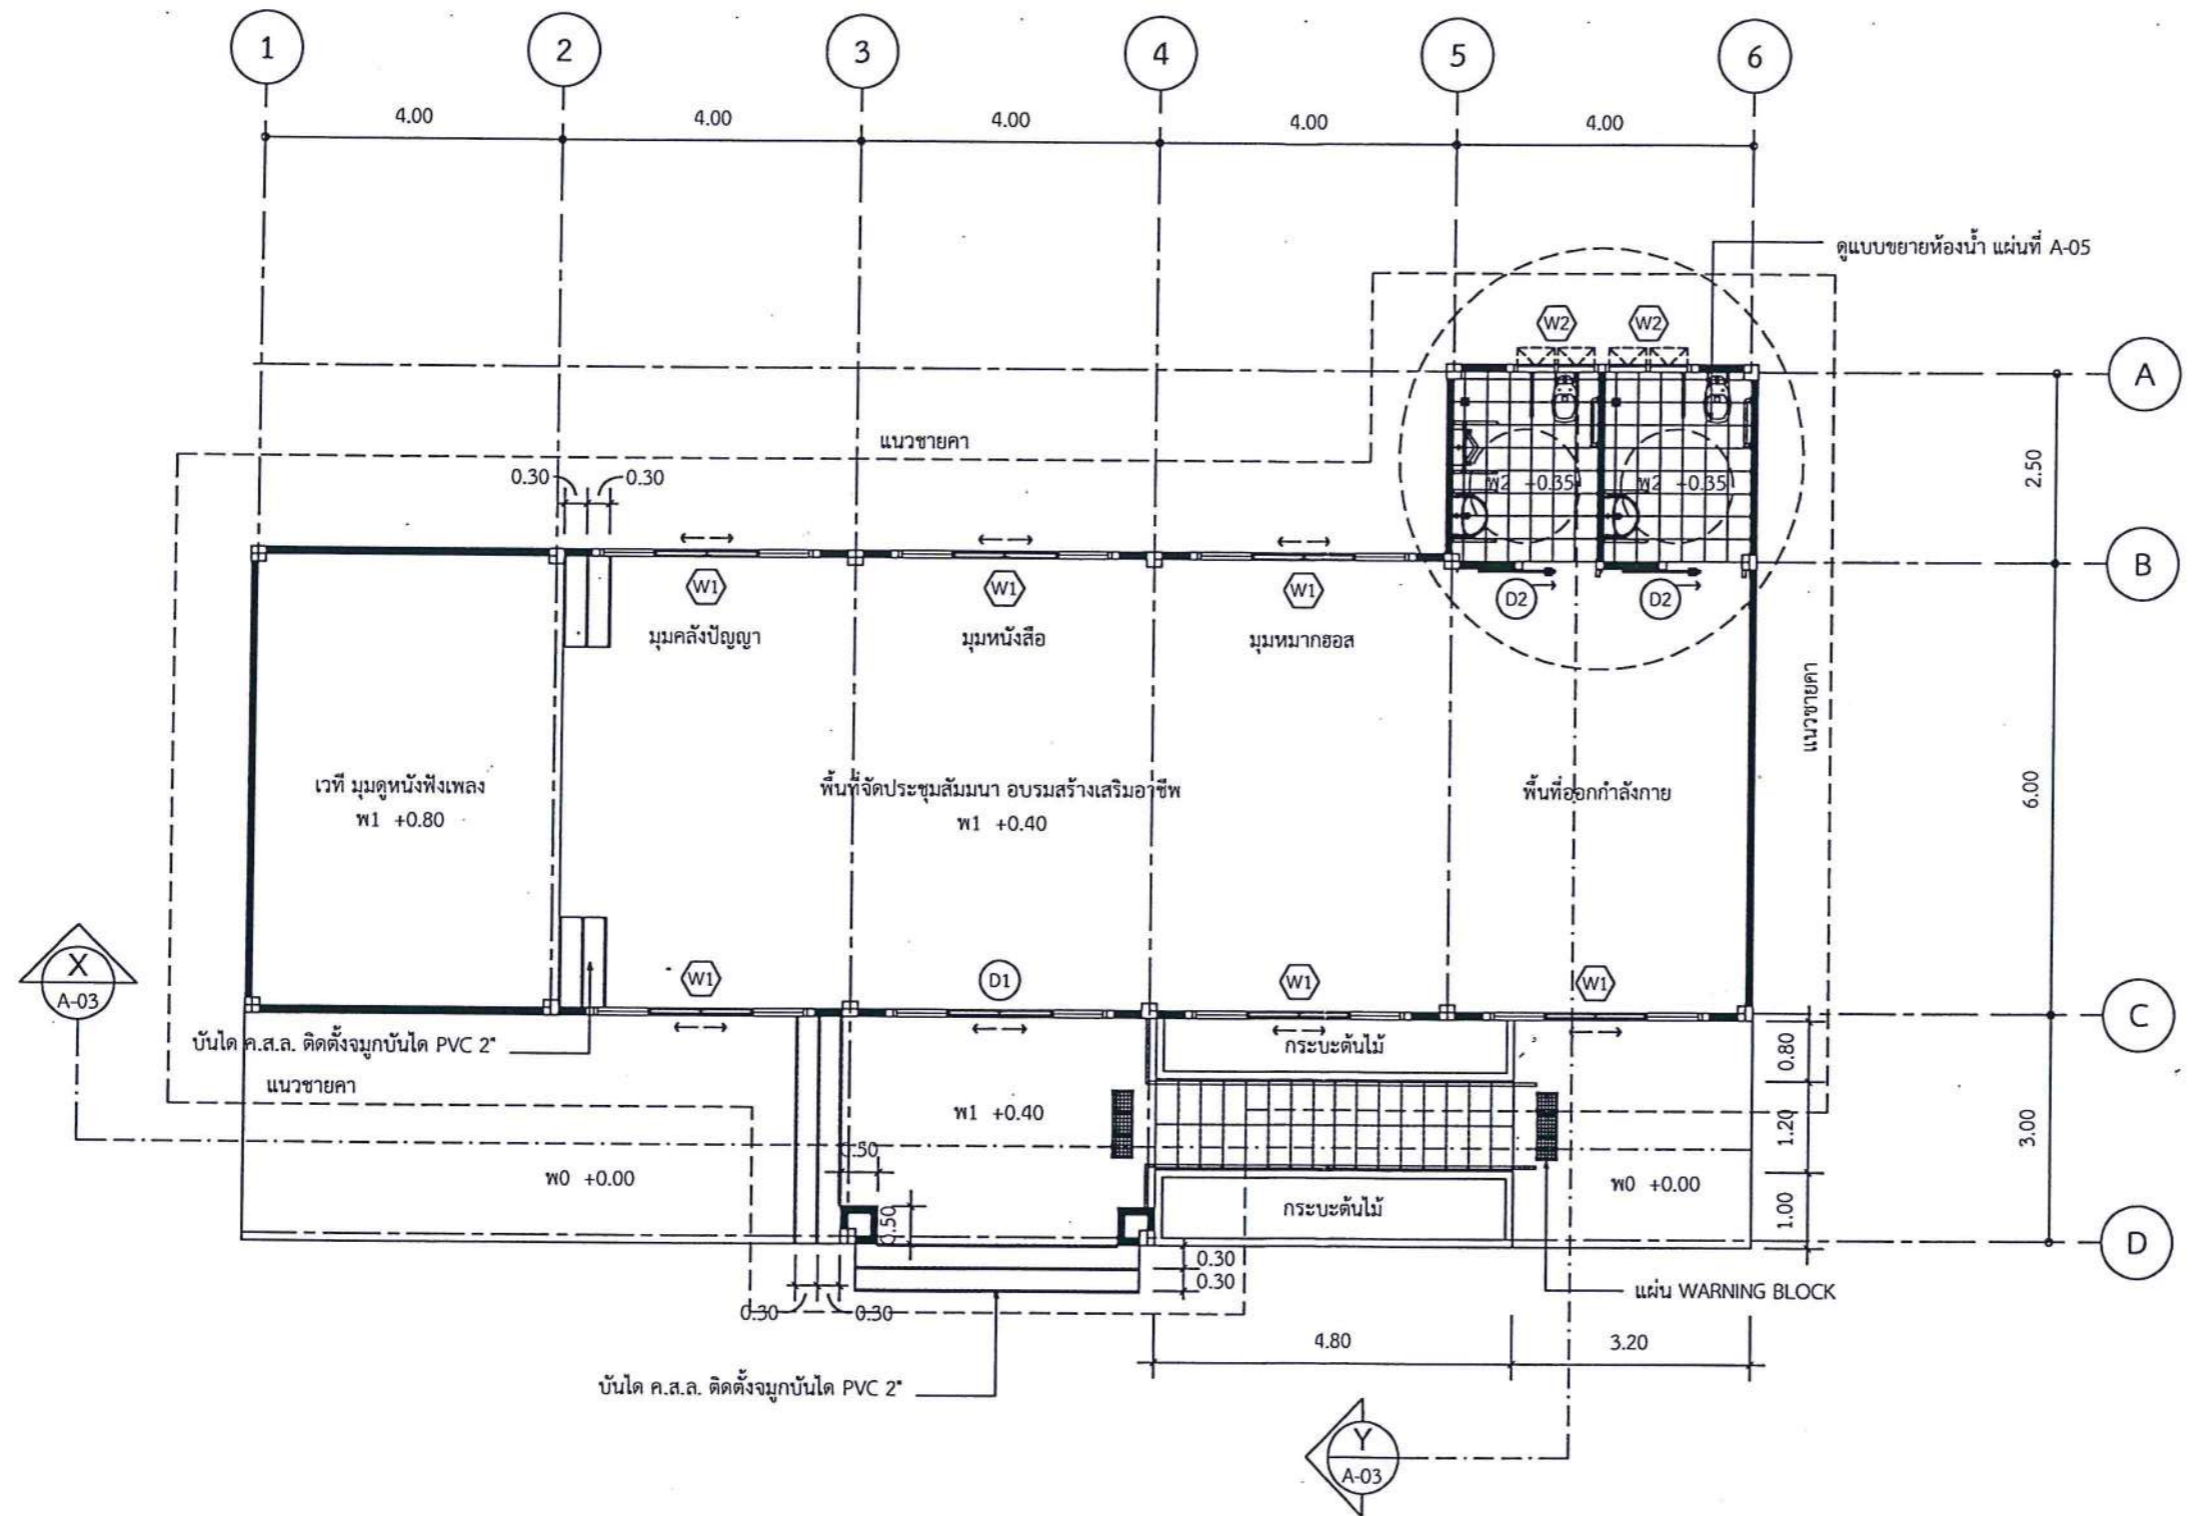 1 2 3 4 5 6
4.00 4.00 4.00 4.00 4.00
ดูแบบขยายห้องน้ำ แผ่นที่ A-05
W2 W2
A
แนวชายคา
0.30 0.30
พ2 +0.35 พ2 +0.35
2.50
B
W1 W1 W1 D2 D2
มุมคลังปัญญา มุมหนังสือ มุมหมากฮอส
แนวชายคา
เวที มุมดูหนังฟังเพลง พื้นที่จัดประชุมสัมมนา อบรมสร้างเสริมอาชีพ พื้นที่ออกกำลังกาย
พ1 +0.80 พ1 +0.40
6.00
X
A-03
W1 D1 W1 W1
C
บันได ค.ส.ล. ติดตั้งจมูกบันได PVC 2"
กระบะต้นไม้
0.80
แนวชายคา
พ1 +0.40
1.20
3.00
0.50
พ0 +0.00
พ0 +0.00
กระบะต้นไม้
0.50
1.00
D
0.30
0.30
แผ่น WARNING BLOCK
0.30 0.30
4.80 3.20
บันได ค.ส.ล. ติดตั้งจมูกบันได PVC 2"
Y
A-03